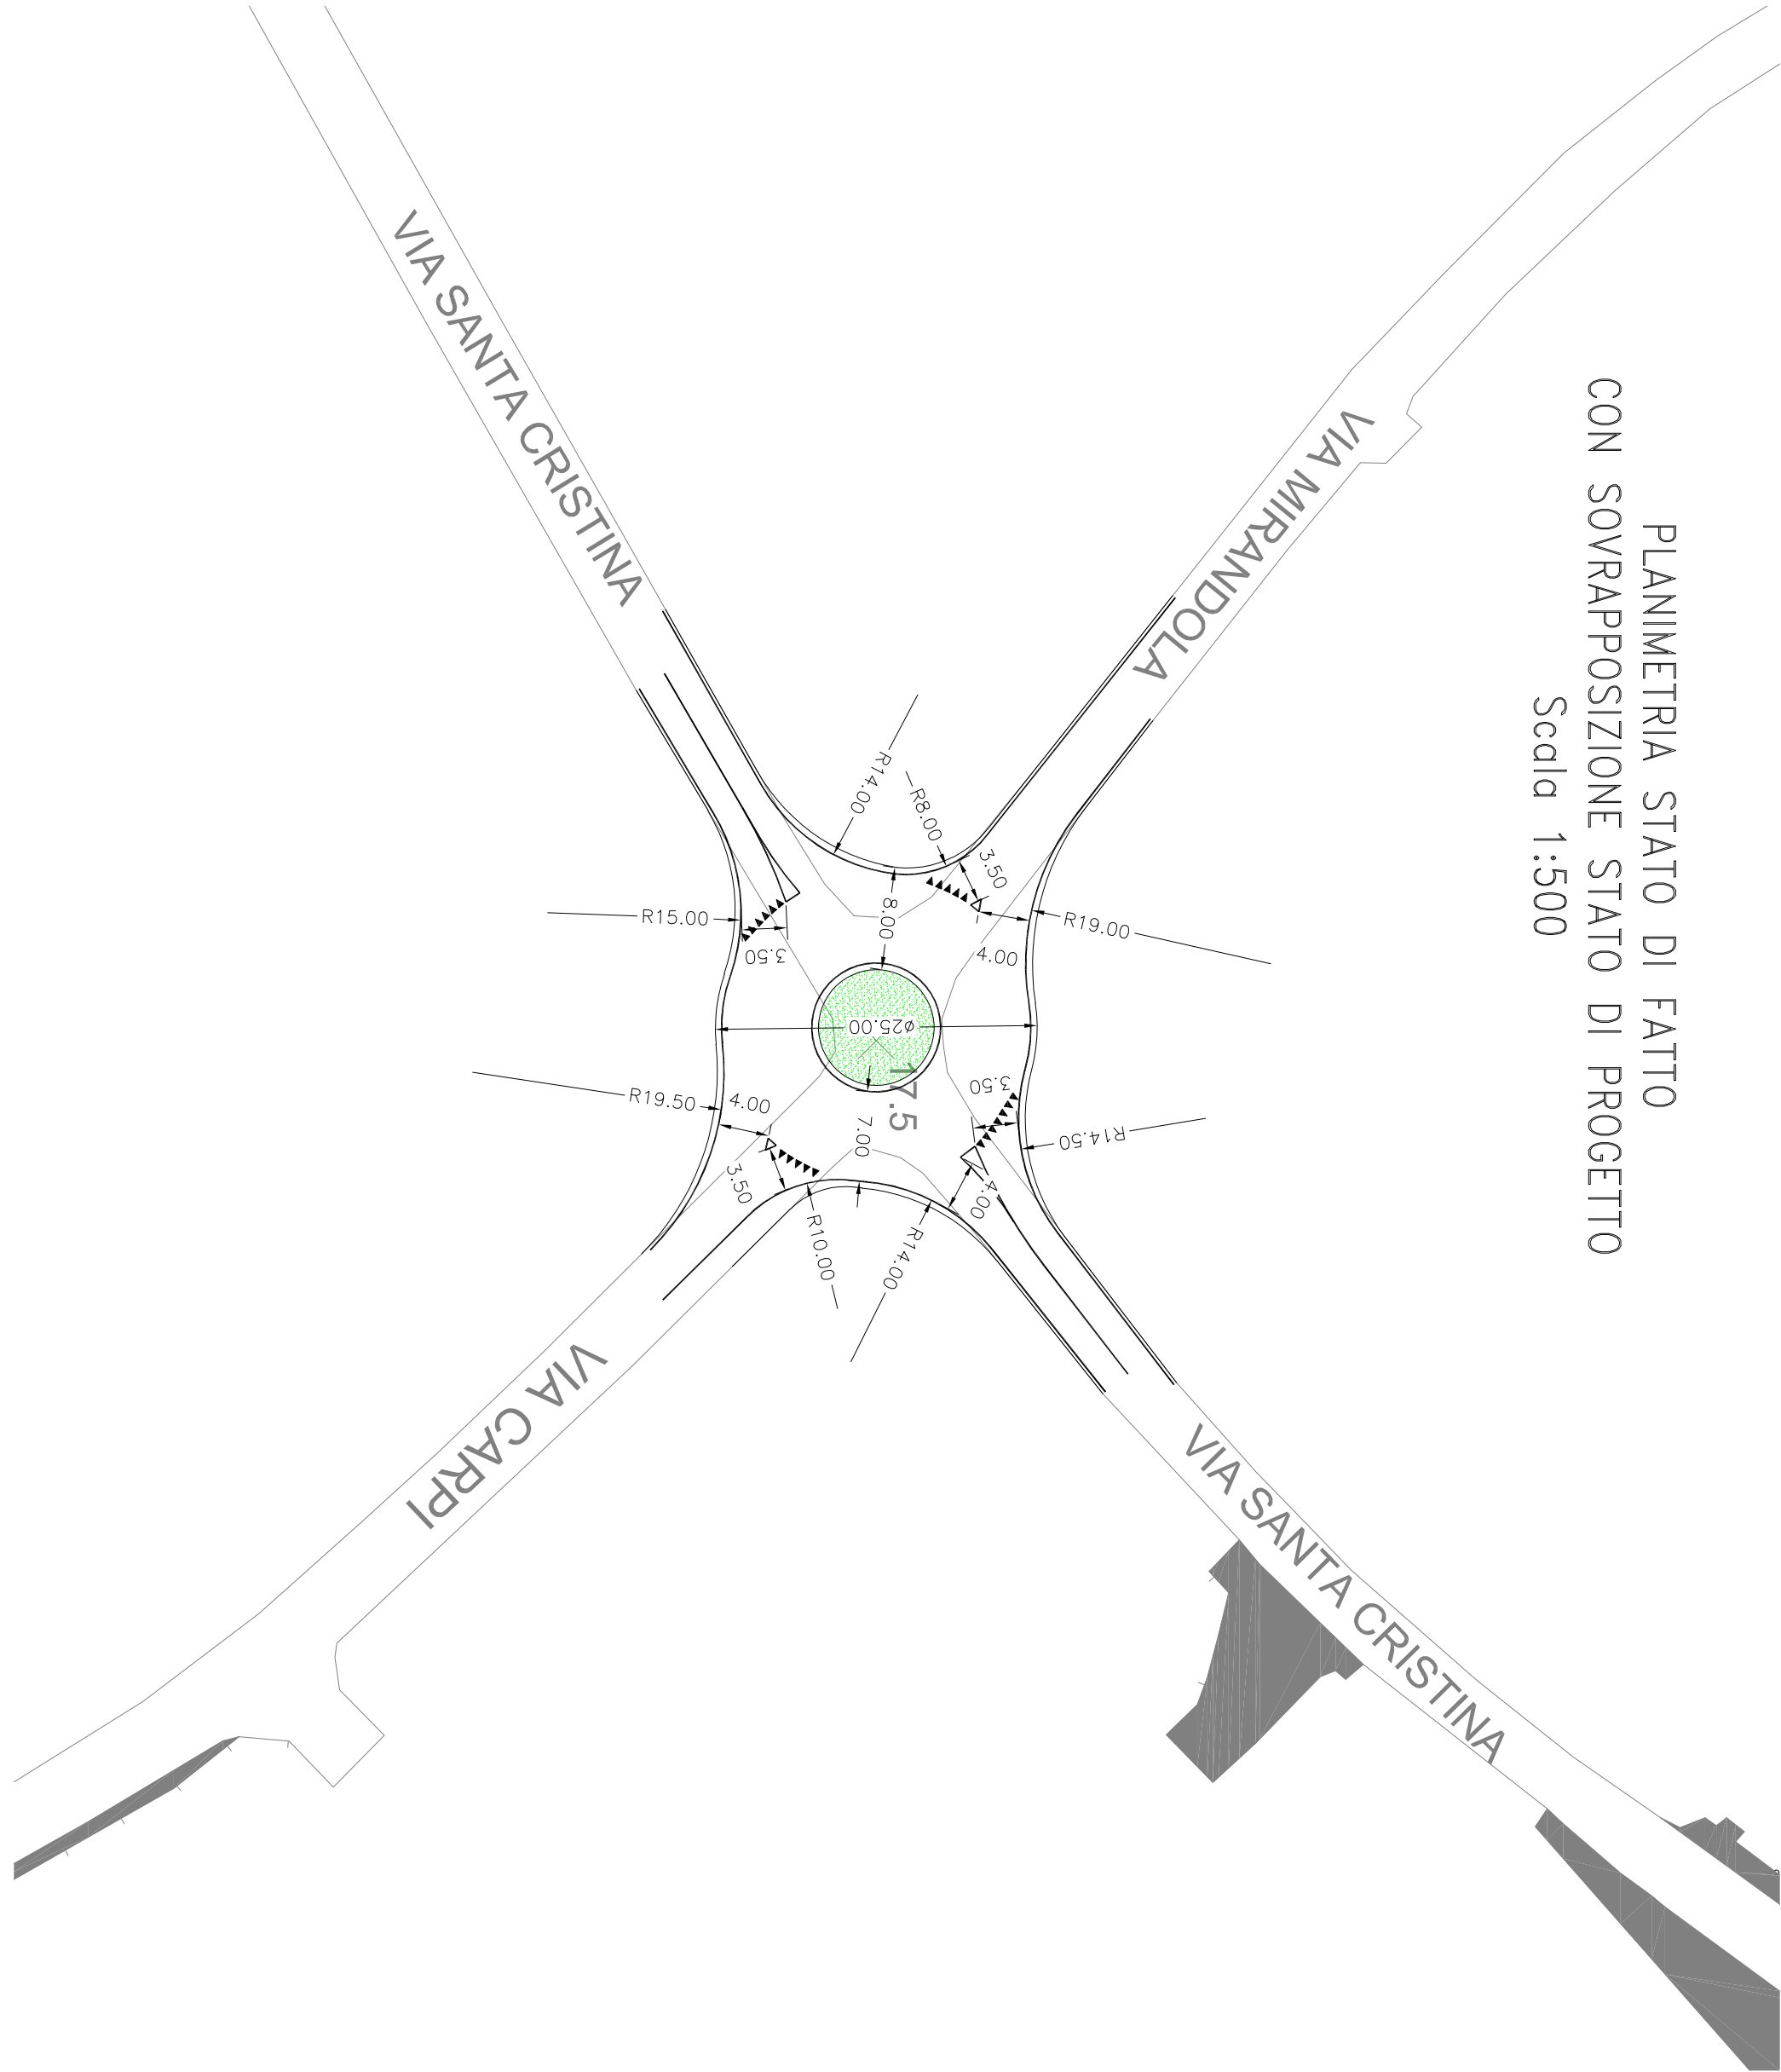 PLANIMETRIA STATO DI FATTO
CON SOVRAPPOSIZIONE STATO DI PROGETTO
Scala 1:500
VIA SANTA CRISTINA
VIA MIRANDOLA
R14.00
R8.00
3.50
R15.00
3.50
8.00
4.00
R19.00
ø25.00
17.5
3.50
R19.50
4.00
7.00
R14.50
3.50
4.00
R10.00
R14.00
VIA CARPI
VIA SANTA CRISTINA